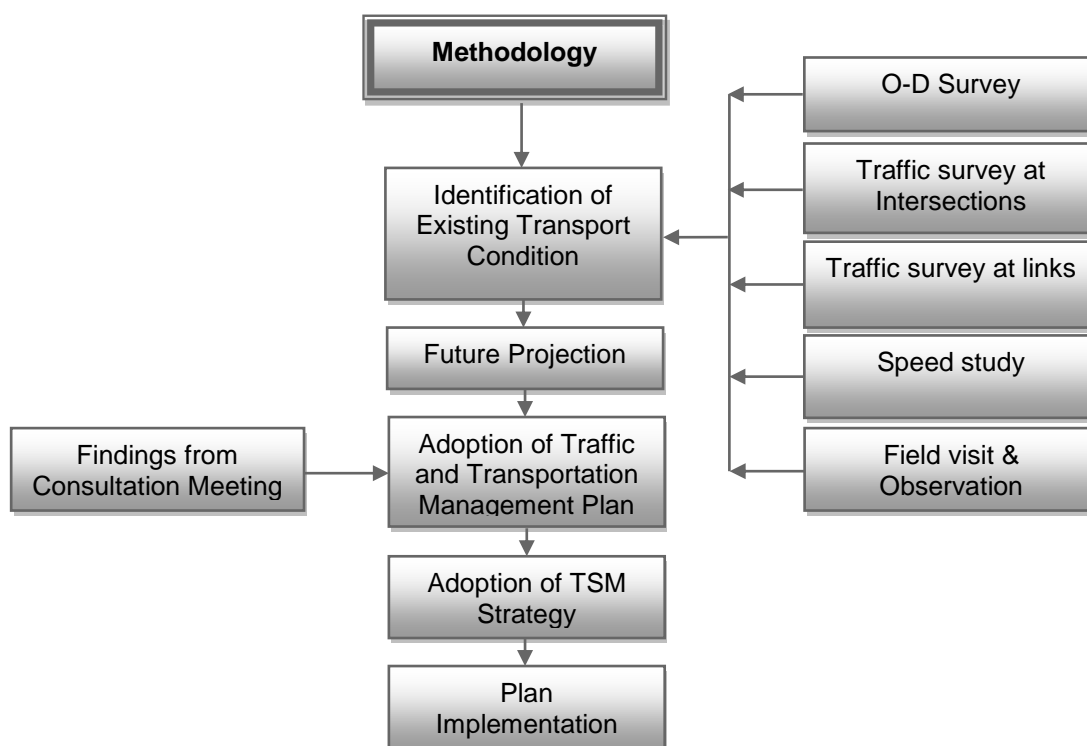 Methodology
O-D Survey
Traffic survey at
Intersections
Identification of
Existing Transport
Condition
Traffic survey at links
Future Projection
Speed study
Findings from
Consultation Meeting
Adoption of Traffic
and Transportation
Management Plan
Field visit &
Observation
Adoption of TSM
Strategy
Plan
Implementation